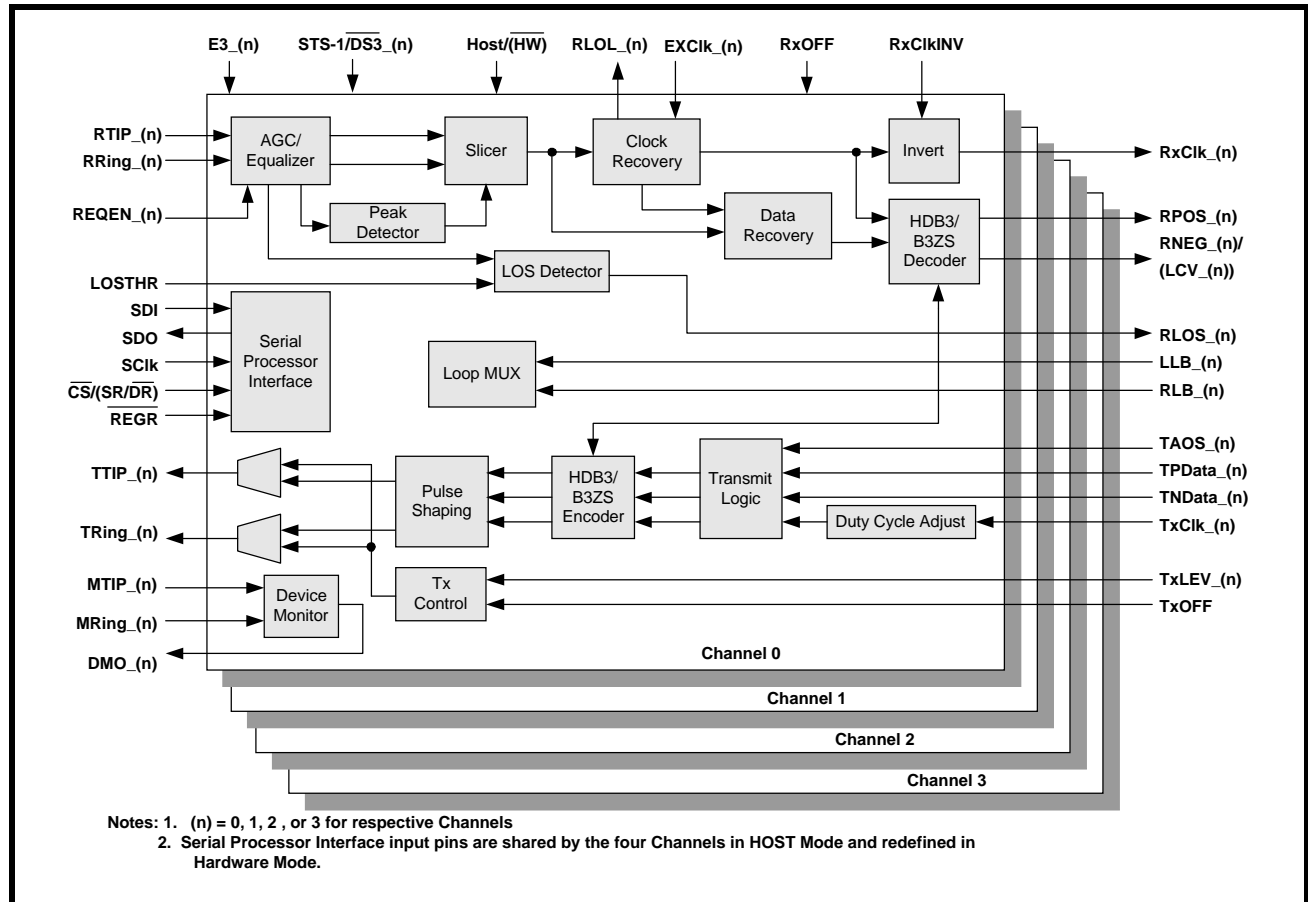 E3_(n)
STS-1/DS3_(n)
Host/(HW)
RLOL_(n)
EXClk_(n)
RxOFF
RxClkINV
RTIP_(n)
RRing_(n)
REQEN_(n)
LOSTHR
SDI
SDO
SClk
CS/(SR/DR)
REGR
TTIP_(n)
TRing_(n)
MTIP_(n)
MRing_(n)
DMO_(n)
AGC/
Equalizer
Peak
Detector
Slicer
Clock
Recovery
Invert
Data
Recovery
HDB3/
B3ZS
Decoder
LOS Detector
Serial
Processor
Interface
Loop MUX
Pulse
Shaping
HDB3/
B3ZS
Encoder
Transmit
Logic
Duty Cycle Adjust
Tx
Control
Device
Monitor
RxClk_(n)
RPOS_(n)
RNEG_(n)/
(LCV_(n))
RLOS_(n)
LLB_(n)
RLB_(n)
TAOS_(n)
TPData_(n)
TNData_(n)
TxClk_(n)
TxLEV_(n)
TxOFF
Channel 0
Channel 1
Channel 2
Channel 3
Notes: 1. (n) = 0, 1, 2 , or 3 for respective Channels
2. Serial Processor Interface input pins are shared by the four Channels in HOST Mode and redefined in
Hardware Mode.